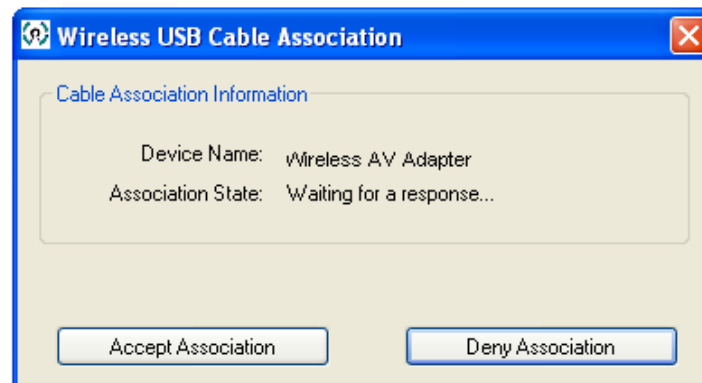 Wireless USB Cable Association
Cable Association Information
Device Name: Wireless AV Adapter
Association State: Waiting for a response...
Accept Association Deny Association